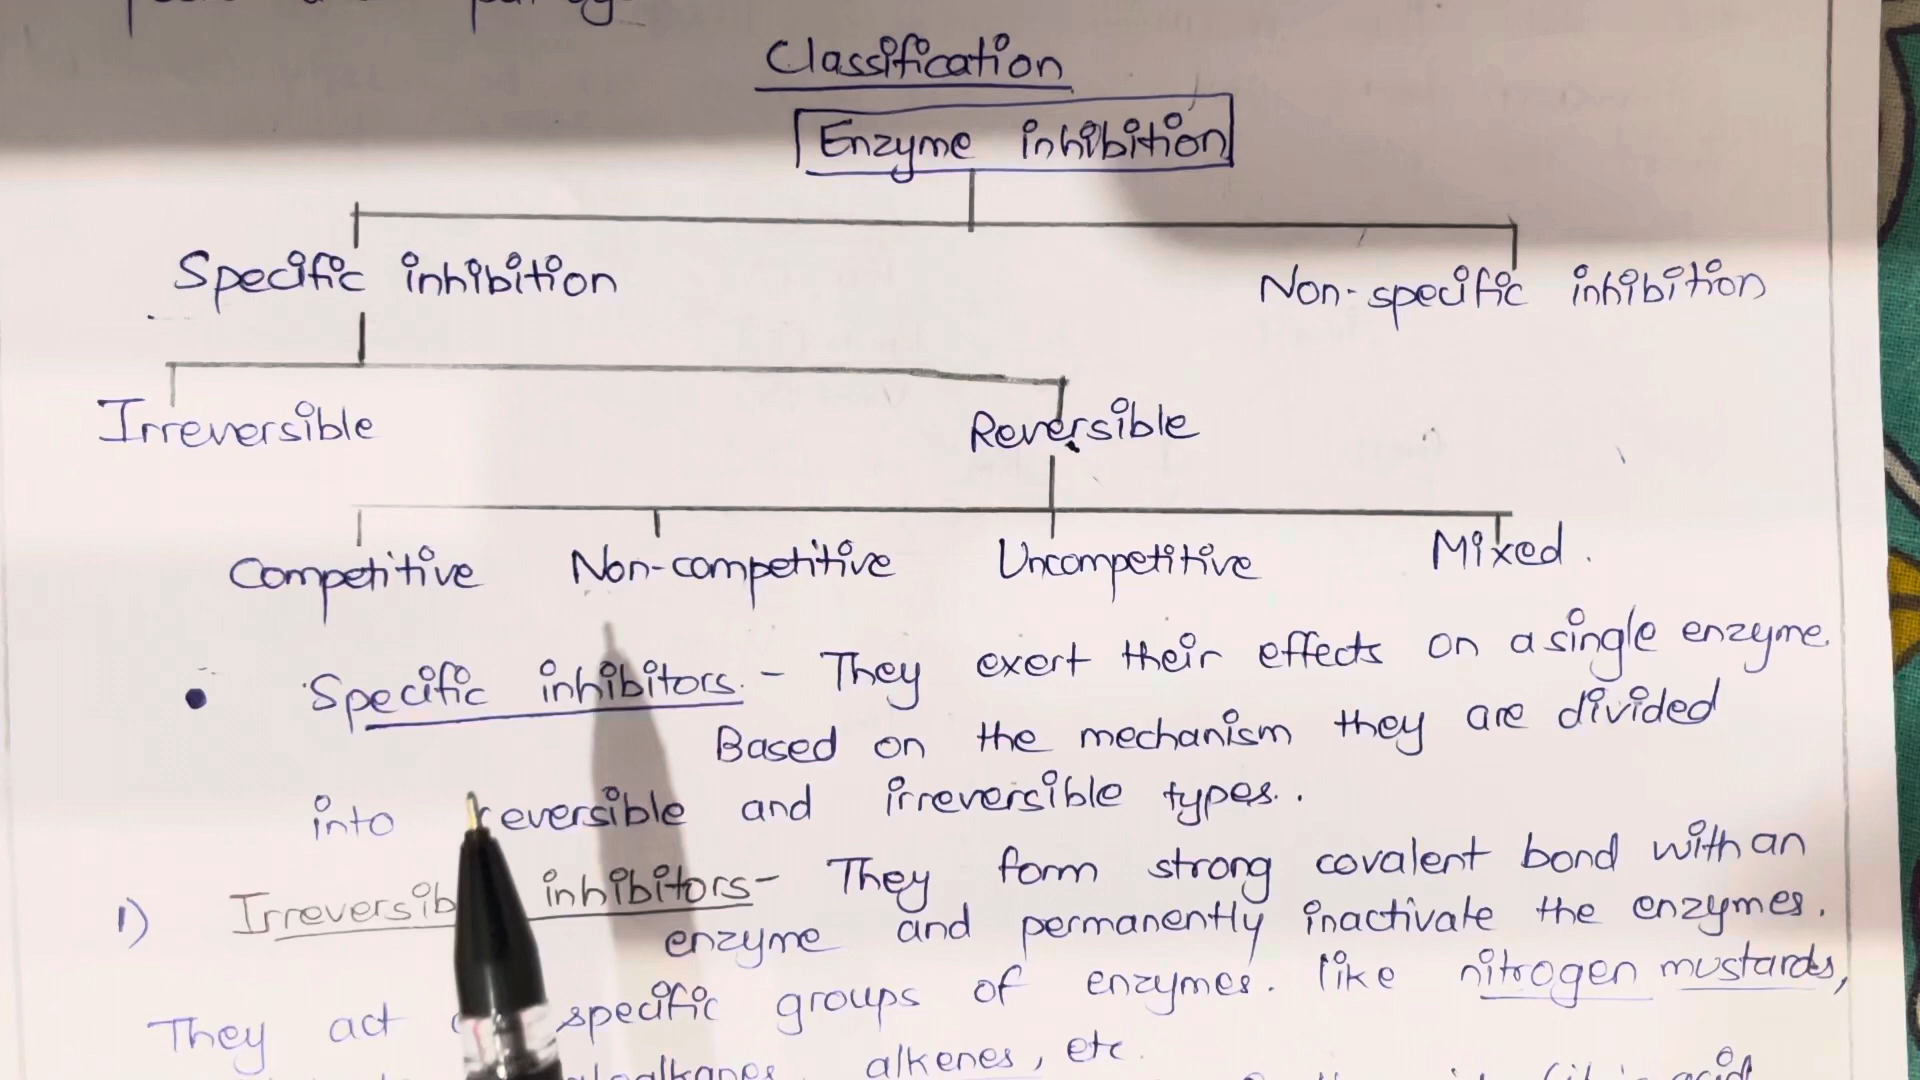 Classification
Enzyme inhibition
Specific inhibition Non-specific inhibition
Irreversible Reversible
Competitive Non-competitive Uncompetitive Mixed.
• Specific inhibitors. - They exert their effects on a single enzyme.
Based on the mechanism they are divided
into reversible and irreversible types..
1) inhibitors- They form strong covalent bond with an
enzyme and permanently inactivate the enzymes.
They act specific groups of enzymes. like nitrogen mustards,
alkenes, etc.